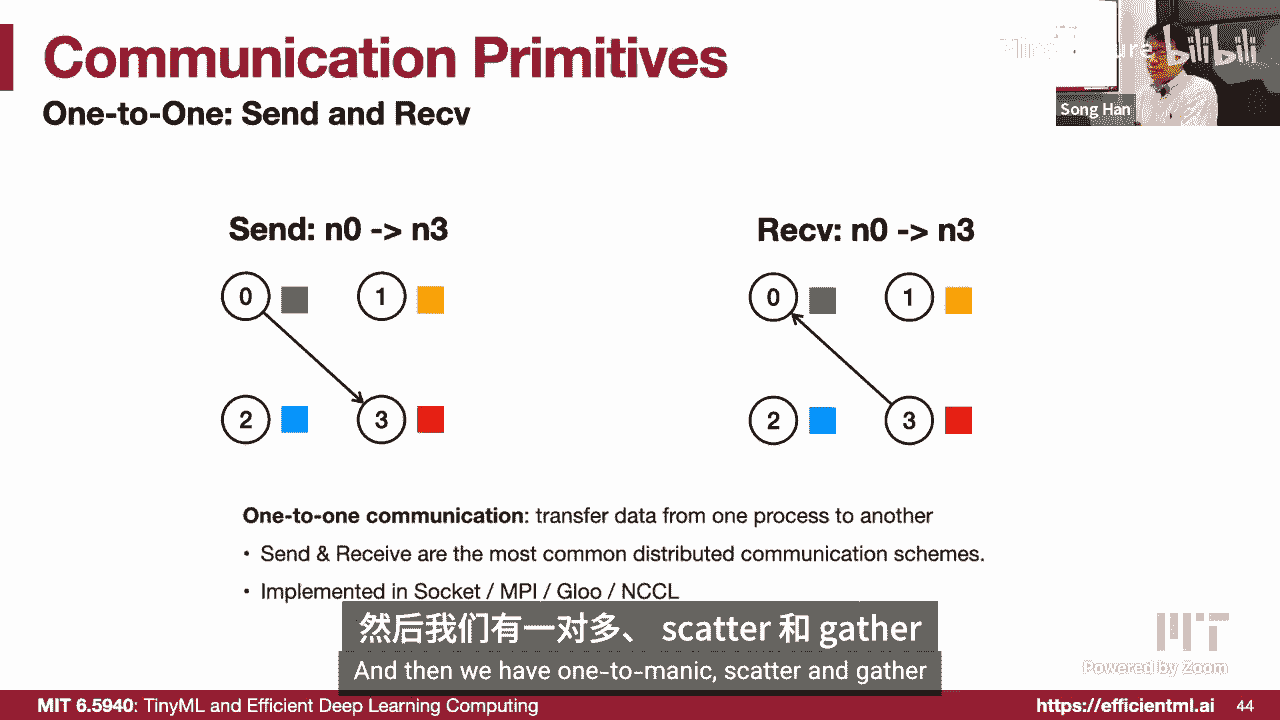 Communication Primitives
One-to-One: Send and Recv
bilibili
Song Han
Send: n0 -> n3
Recv: n0 -> n3
0 1
0 1
2 3
2 3
One-to-one communication: transfer data from one process to another
• Send & Receive are the most common distributed communication schemes.
• Implemented in Socket / MPI / Gloo / NCCL
然后我们有一对多、 scatter 和 gather
And then we have one-to-manic, scatter and gather
MIT
Powered by Zoom
MIT 6.5940: TinyML and Efficient Deep Learning Computing
https://efficientml.ai 44